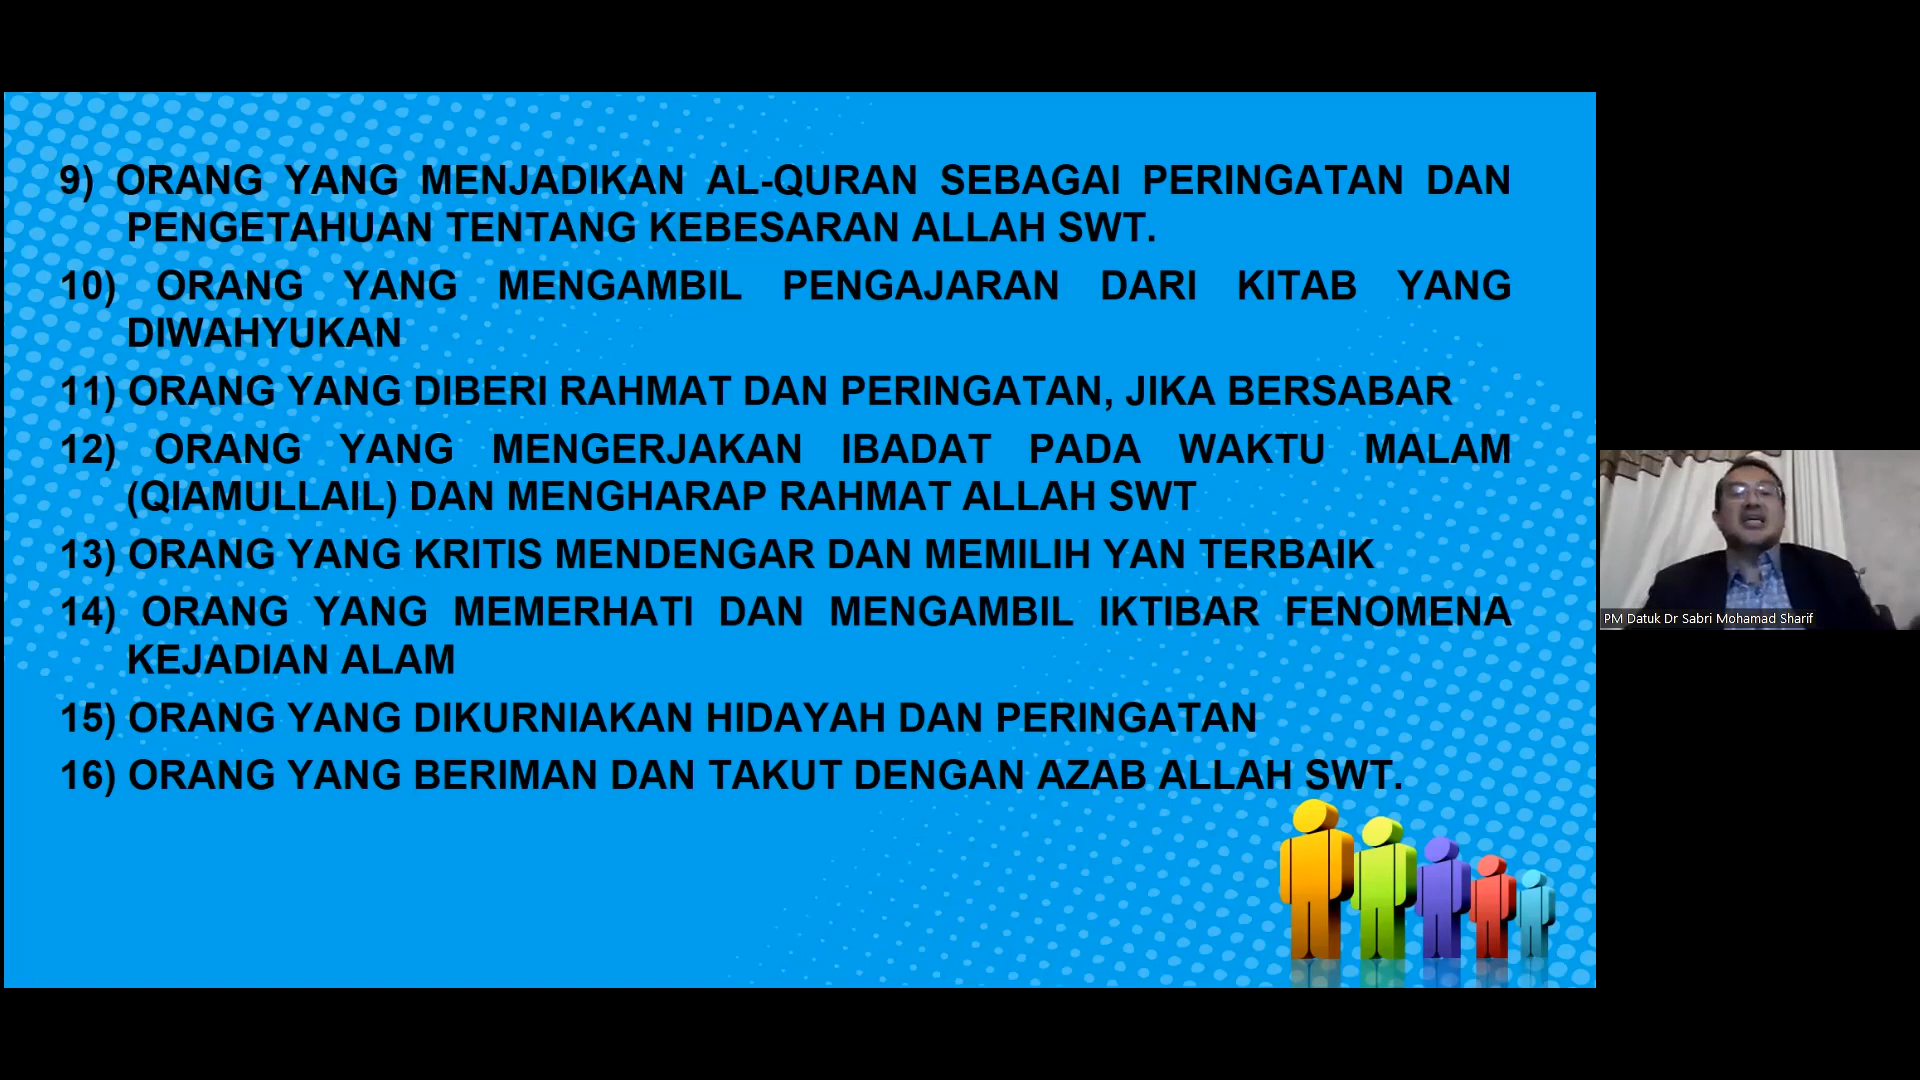 9) ORANG YANG MENJADIKAN AL-QURAN SEBAGAI PERINGATAN DAN
PENGETAHUAN TENTANG KEBESARAN ALLAH SWT.
10) ORANG YANG MENGAMBIL PENGAJARAN DARI KITAB YANG
DIWAHYUKAN
11) ORANG YANG DIBERI RAHMAT DAN PERINGATAN, JIKA BERSABAR
12) ORANG YANG MENGERJAKAN IBADAT PADA WAKTU MALAM
(QIAMULLAIL) DAN MENGHARAP RAHMAT ALLAH SWT
13) ORANG YANG KRITIS MENDENGAR DAN MEMILIH YAN TERBAIK
14) ORANG YANG MEMERHATI DAN MENGAMBIL IKTIBAR FENOMENA
KEJADIAN ALAM
15) ORANG YANG DIKURNIAKAN HIDAYAH DAN PERINGATAN
16) ORANG YANG BERIMAN DAN TAKUT DENGAN AZAB ALLAH SWT.
PM Datuk Dr Sabri Mohamad Sharif